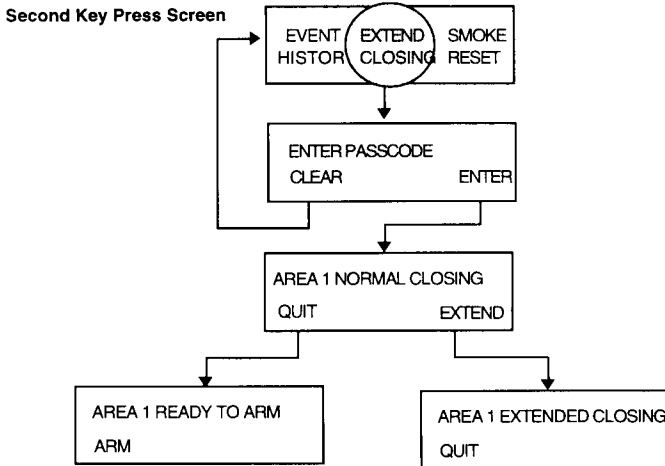 Second Key Press Screen
EVENT EXTEND SMOKE
HISTOR CLOSING RESET
ENTER PASSCODE
CLEAR ENTER
AREA 1 NORMAL CLOSING
QUIT EXTEND
AREA 1 READY TO ARM
ARM
AREA 1 EXTENDED CLOSING
QUIT